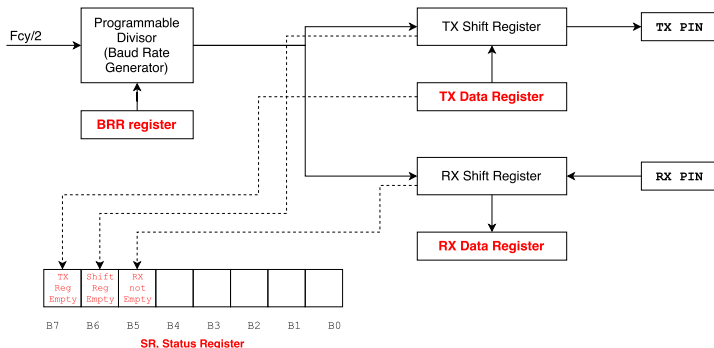 Fcy/2
Programmable
Divisor
(Baud Rate
Generator)
BRR register
TX Shift Register
TX PIN
TX Data Register
RX Shift Register
RX PIN
RX Data Register
TX
Reg
Empty
Shift
Reg
Empty
RX
not
Empty
B7 B6 B5 B4 B3 B2 B1 B0
SR. Status Register